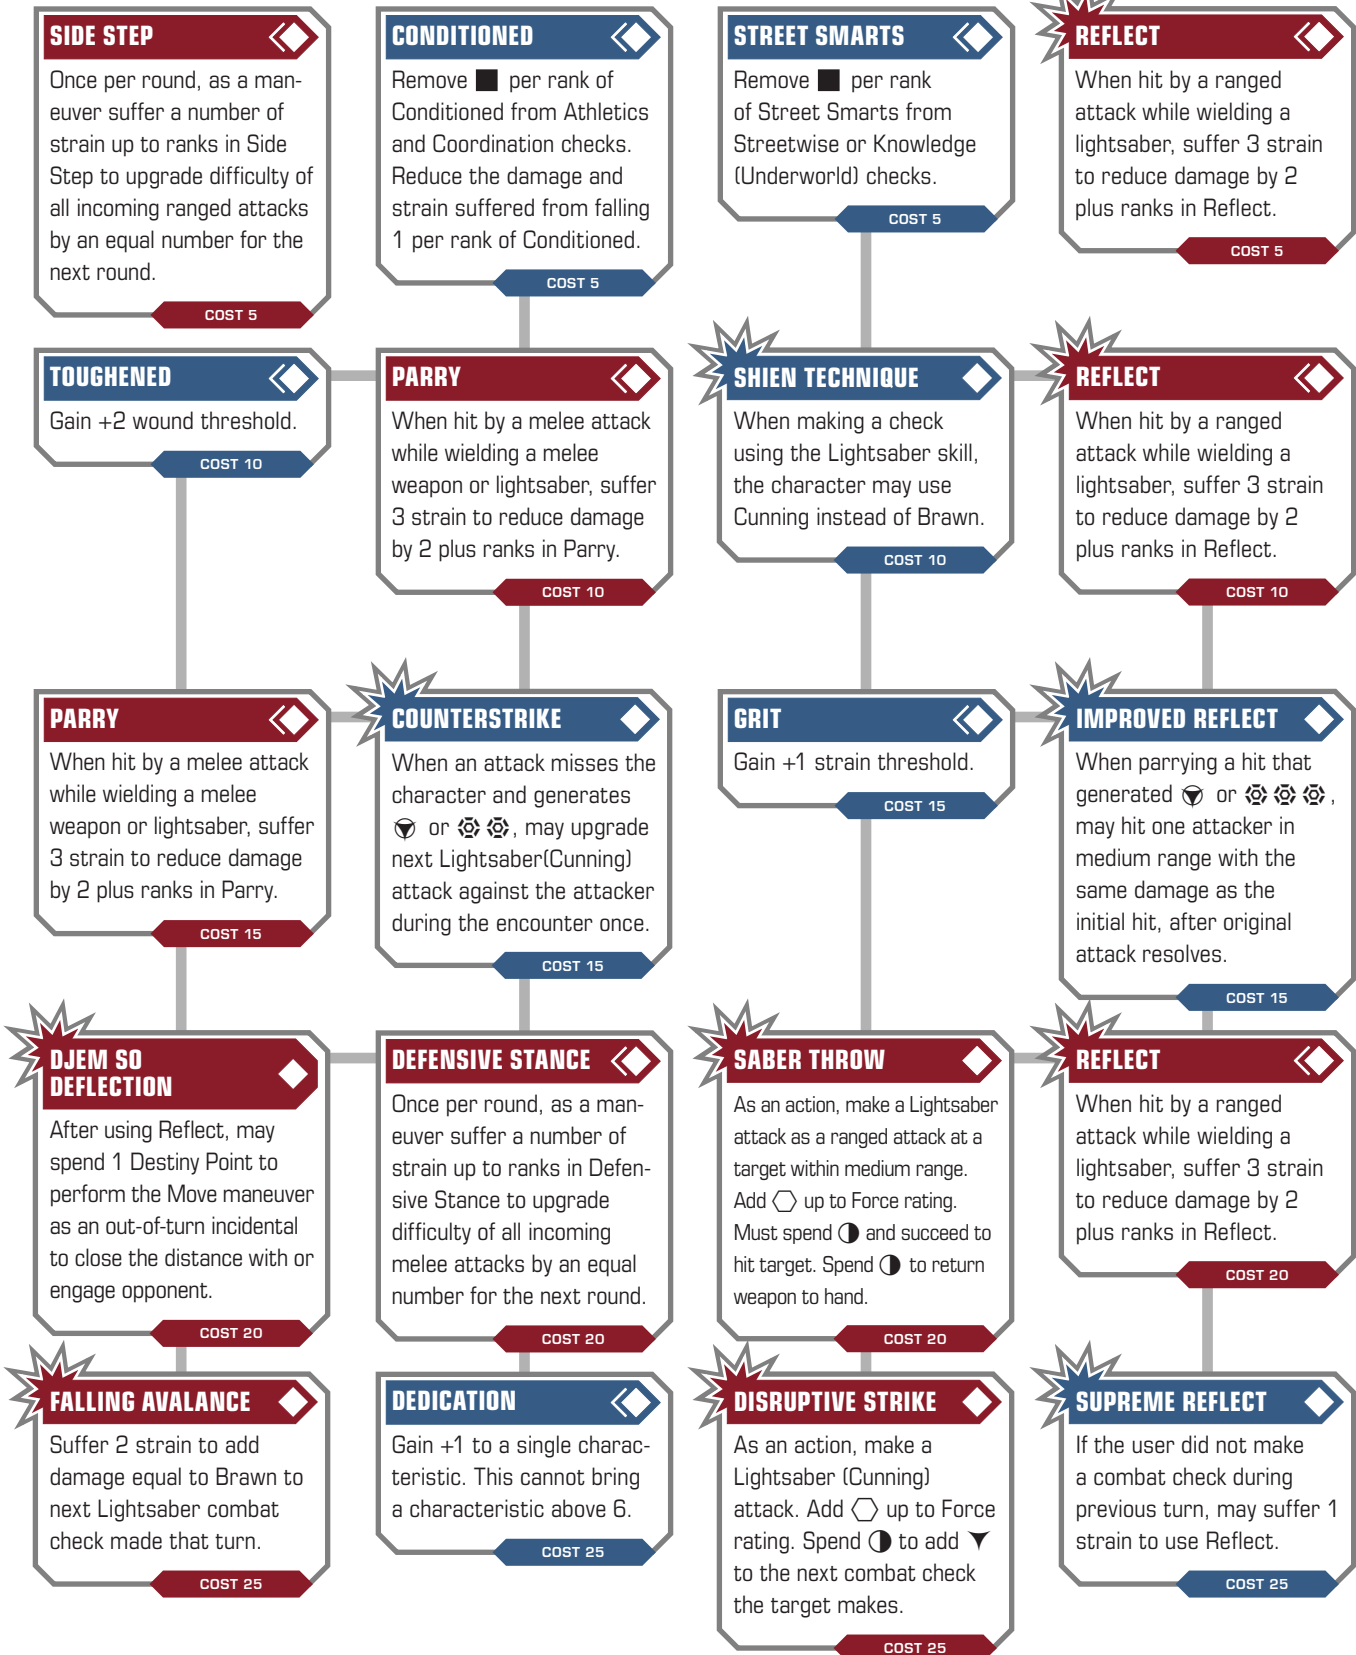 SIDE STEP
Once per round, as a man-
euver suffer a number of
strain up to ranks in Side
Step to upgrade difficulty of
all incoming ranged attacks
by an equal number for the
next round.
COST 5
CONDITIONED
Remove per rank of
Conditioned from Athletics
and Coordination checks.
Reduce the damage and
strain suffered from falling
1 per rank of Conditioned.
COST 5
STREET SMARTS
Remove per rank
of Street Smarts from
Streetwise or Knowledge
(Underworld) checks.
COST 5
REFLECT
When hit by a ranged
attack while wielding a
lightsaber, suffer 3 strain
to reduce damage by 2
plus ranks in Reflect.
COST 5
TOUGHENED
Gain +2 wound threshold.
COST 10
PARRY
When hit by a melee attack
while wielding a melee
weapon or lightsaber, suffer
3 strain to reduce damage
by 2 plus ranks in Parry.
COST 10
SHIEN TECHNIQUE
When making a check
using the Lightsaber skill,
the character may use
Cunning instead of Brawn.
COST 10
REFLECT
When hit by a ranged
attack while wielding a
lightsaber, suffer 3 strain
to reduce damage by 2
plus ranks in Reflect.
COST 10
PARRY
When hit by a melee attack
while wielding a melee
weapon or lightsaber, suffer
3 strain to reduce damage
by 2 plus ranks in Parry.
COST 15
COUNTERSTRIKE
When an attack misses the
character and generates
or , may upgrade
next Lightsaber(Cunning)
attack against the attacker
during the encounter once.
COST 15
GRIT
Gain +1 strain threshold.
COST 15
IMPROVED REFLECT
When parrying a hit that
generated or ,
may hit one attacker in
medium range with the
same damage as the
initial hit, after original
attack resolves.
COST 15
DJEM SO
DEFLECTION
After using Reflect, may
spend 1 Destiny Point to
perform the Move maneuver
as an out-of-turn incidental
to close the distance with or
engage opponent.
COST 20
DEFENSIVE STANCE
Once per round, as a man-
euver suffer a number of
strain up to ranks in Defen-
sive Stance to upgrade
difficulty of all incoming
melee attacks by an equal
number for the next round.
COST 20
SABER THROW
As an action, make a Lightsaber
attack as a ranged attack at a
target within medium range.
Add up to Force rating.
Must spend and succeed to
hit target. Spend to return
weapon to hand.
COST 20
REFLECT
When hit by a ranged
attack while wielding a
lightsaber, suffer 3 strain
to reduce damage by 2
plus ranks in Reflect.
COST 20
FALLING AVALANCE
Suffer 2 strain to add
damage equal to Brawn to
next Lightsaber combat
check made that turn.
COST 25
DEDICATION
Gain +1 to a single charac-
teristic. This cannot bring
a characteristic above 6.
COST 25
DISRUPTIVE STRIKE
As an action, make a
Lightsaber (Cunning)
attack. Add up to Force
rating. Spend to add
to the next combat check
the target makes.
COST 25
SUPREME REFLECT
If the user did not make
a combat check during
previous turn, may suffer 1
strain to use Reflect.
COST 25